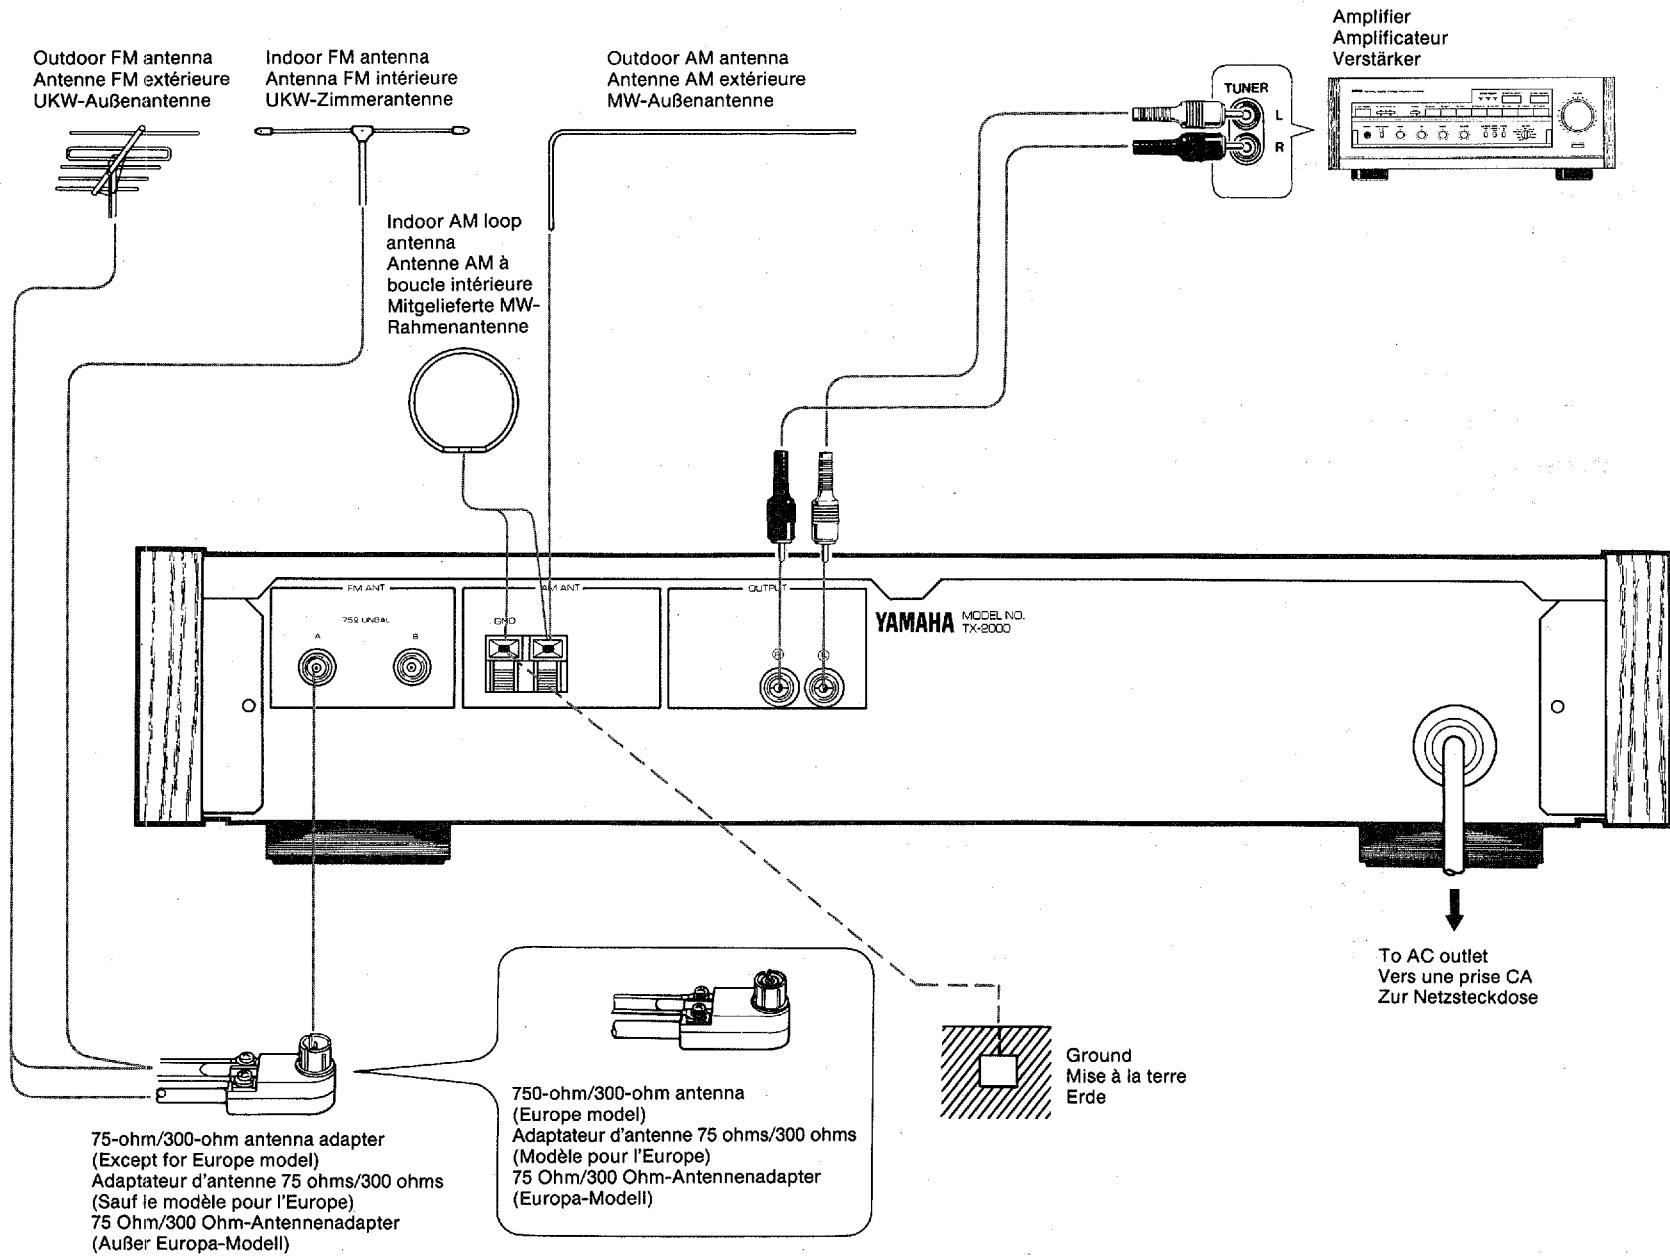 Outdoor FM antenna
Antenne FM extérieure
UKW-Außenantenne
Indoor FM antenna
Antenna FM intérieure
UKW-Zimmerantenne
Outdoor AM antenna
Antenne AM extérieure
MW-Außenantenne
Amplifier
Amplificateur
Verstärker
TUNER
L
R
Indoor AM loop
antenna
Antenne AM à
boucle intérieure
Mitgelieferte MW-
Rahmenantenne
FM ANT
75Ω UNBAL
A
B
AM ANT
GND
OUTPUT
R
L
YAMAHA
MODEL NO.
TX-2000
To AC outlet
Vers une prise CA
Zur Netzsteckdose
Ground
Mise à la terre
Erde
750-ohm/300-ohm antenna
(Europe model)
Adaptateur d'antenne 75 ohms/300 ohms
(Modèle pour l'Europe)
75 Ohm/300 Ohm-Antennenadapter
(Europa-Modell)
75-ohm/300-ohm antenna adapter
(Except for Europe model)
Adaptateur d'antenne 75 ohms/300 ohms
(Sauf le modèle pour l'Europe)
75 Ohm/300 Ohm-Antennenadapter
(Außer Europa-Modell)